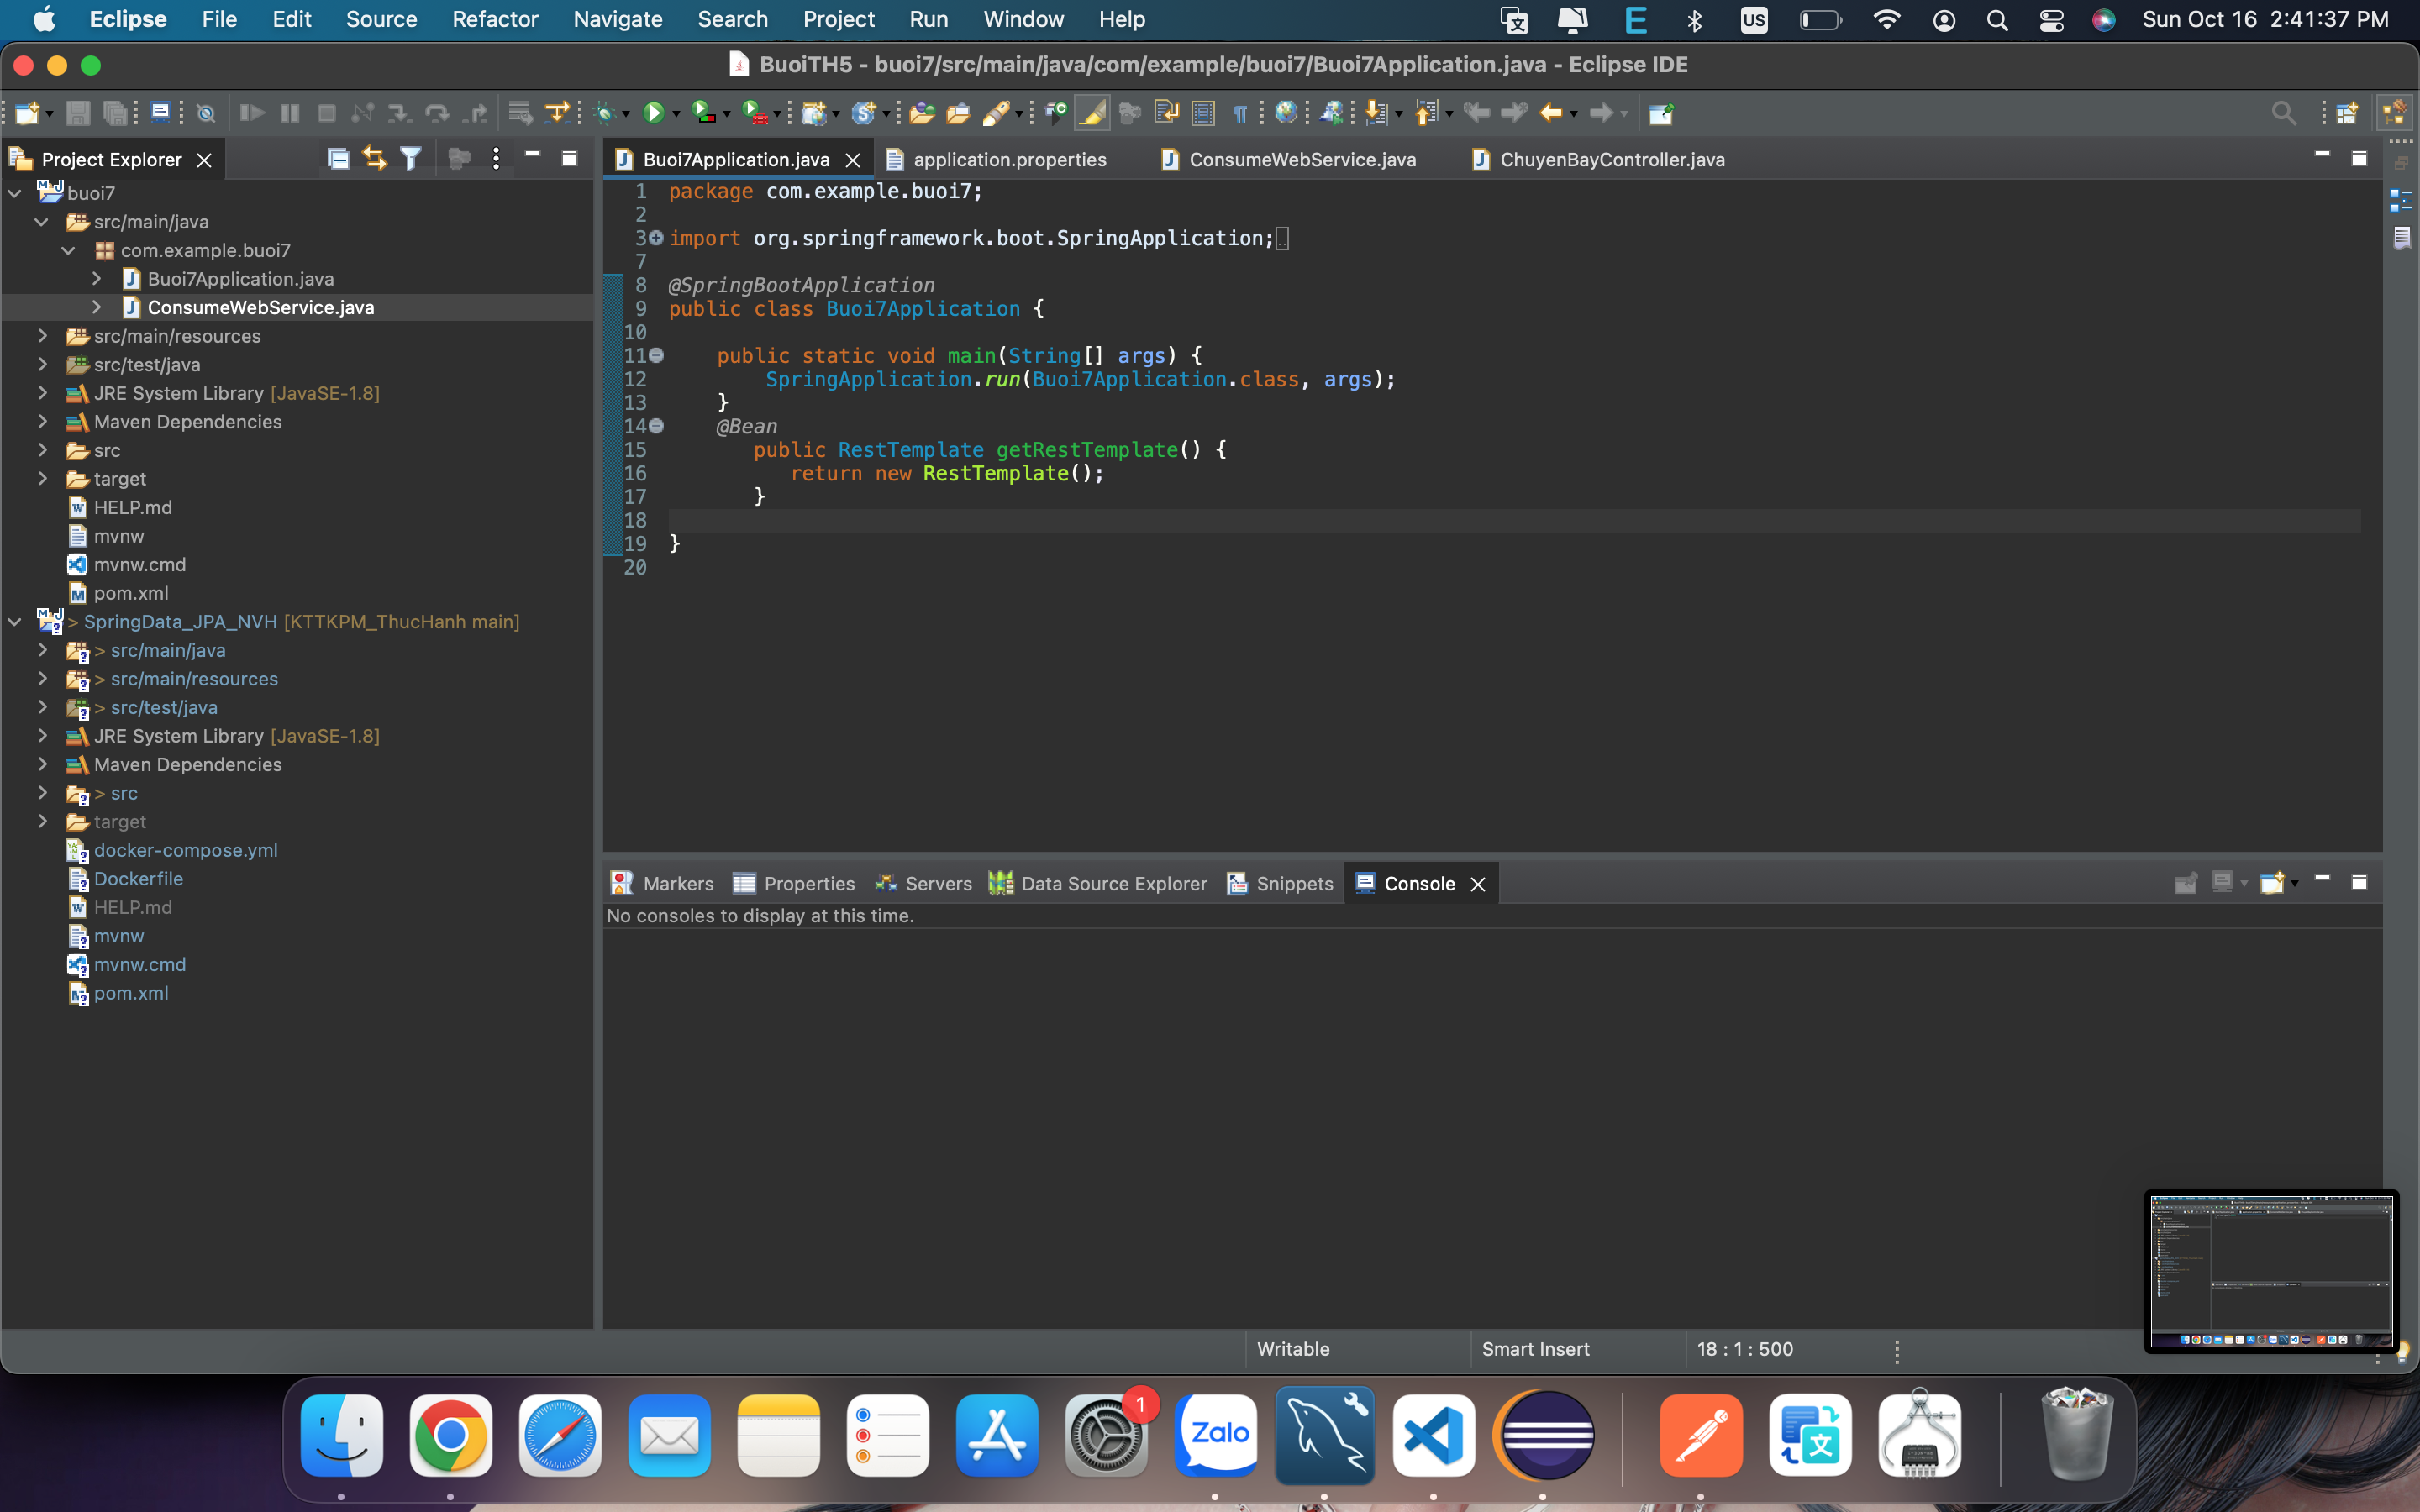 Eclipse File Edit Source Refactor Navigate Search Project Run Window Help US Sun Oct 16 2:41:37 PM
BuoiTH5 - buoi7/src/main/java/com/example/buoi7/Buoi7Application.java - Eclipse IDE
Project Explorer
buoi7
src/main/java
com.example.buoi7
Buoi7Application.java
ConsumeWebService.java
src/main/resources
src/test/java
JRE System Library [JavaSE-1.8]
Maven Dependencies
src
target
HELP.md
mvnw
mvnw.cmd
pom.xml
> SpringData_JPA_NVH [KTTKPM_ThucHanh main]
> src/main/java
> src/main/resources
> src/test/java
JRE System Library [JavaSE-1.8]
Maven Dependencies
> src
target
docker-compose.yml
Dockerfile
HELP.md
mvnw
mvnw.cmd
pom.xml
Buoi7Application.java application.properties ConsumeWebService.java ChuyenBayController.java
1 package com.example.buoi7;
2
3 import org.springframework.boot.SpringApplication;
7
8 @SpringBootApplication
9 public class Buoi7Application {
10
11 public static void main(String[] args) {
12 SpringApplication.run(Buoi7Application.class, args);
13 }
14 @Bean
15 public RestTemplate getRestTemplate() {
16 return new RestTemplate();
17 }
18
19 }
20
Markers Properties Servers Data Source Explorer Snippets Console
No consoles to display at this time.
Writable Smart Insert 18 : 1 : 500
1
Zalo